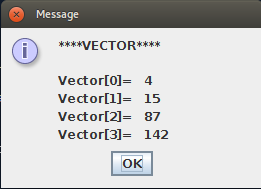 Message
****VECTOR****
Vector[0]= 4
Vector[1]= 15
Vector[2]= 87
Vector[3]= 142
OK